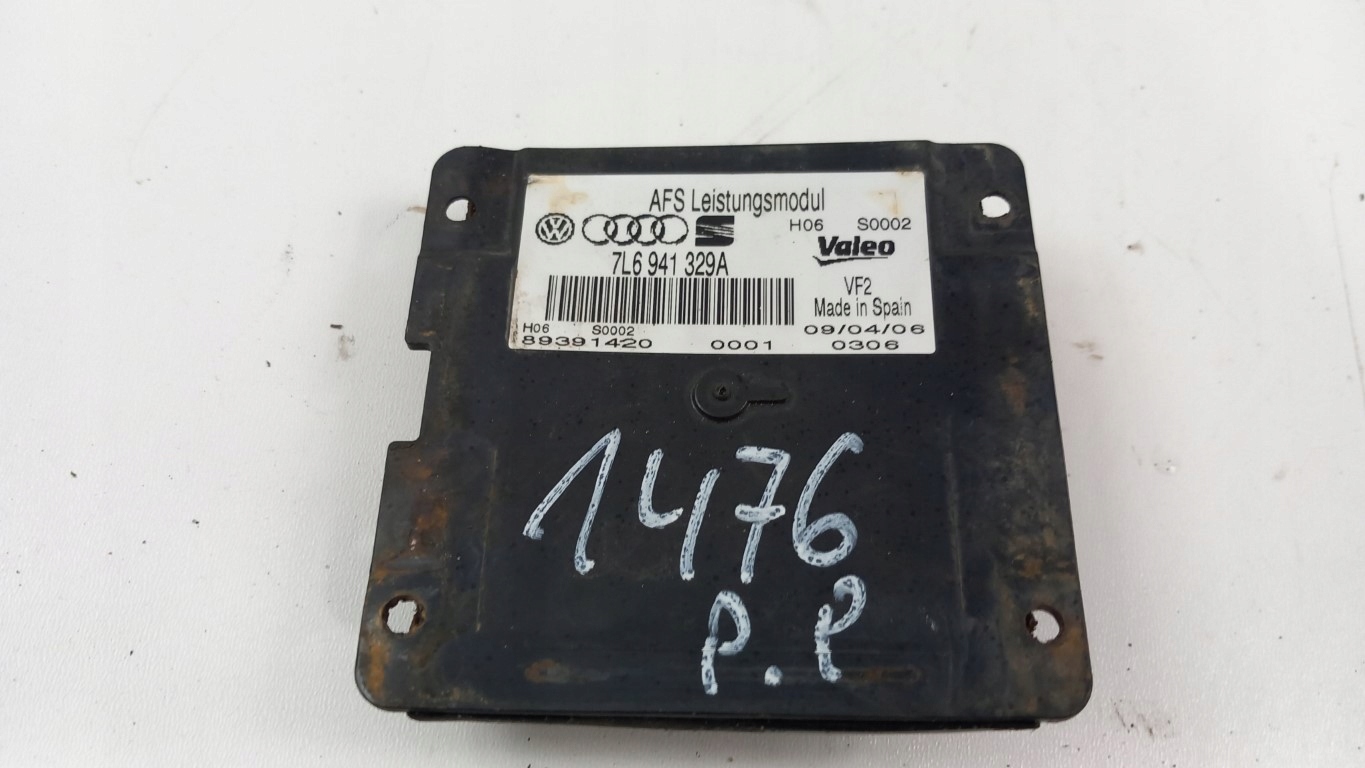 AFS Leistungsmodul
H06 S0002
Valeo
7L6 941 329A
VF2
Made in Spain
H06 S0002
09/04/06
89391420 0001 0306
1476
P.P